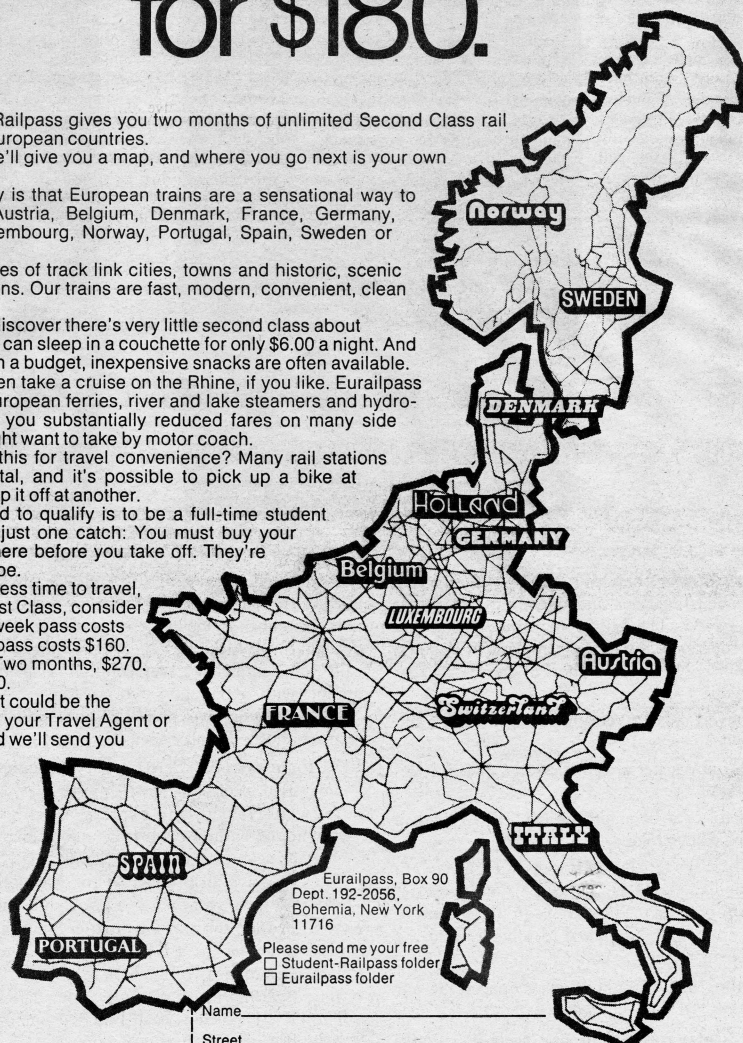 for $180.
Railpass gives you two months of unlimited Second Class rail
uropean countries.
e'll give you a map, and where you go next is your own
y is that European trains are a sensational way to
Austria, Belgium, Denmark, France, Germany,
embourg, Norway, Portugal, Spain, Sweden or
es of track link cities, towns and historic, scenic
ns. Our trains are fast, modern, convenient, clean
discover there's very little second class about
can sleep in a couchette for only $6.00 a night. And
n a budget, inexpensive snacks are often available.
en take a cruise on the Rhine, if you like. Eurailpass
uropean ferries, river and lake steamers and hydro-
you substantially reduced fares on many side
ght want to take by motor coach.
this for travel convenience? Many rail stations
tal, and it's possible to pick up a bike at
p it off at another.
d to qualify is to be a full-time student
just one catch: You must buy your
here before you take off. They're
pe.
ess time to travel,
st Class, consider
week pass costs
pass costs $160.
Two months, $270.
0.
t could be the
your Travel Agent or
d we'll send you
Norway
SWEDEN
DENMARK
HOLLAND
GERMANY
Belgium
LUXEMBOURG
Austria
FRANCE
Switzerland
ITALY
SPAIN
PORTUGAL
Eurailpass, Box 90
Dept. 192-2056,
Bohemia, New York
11716
Please send me your free
☐ Student-Railpass folder
☐ Eurailpass folder
Name
Street